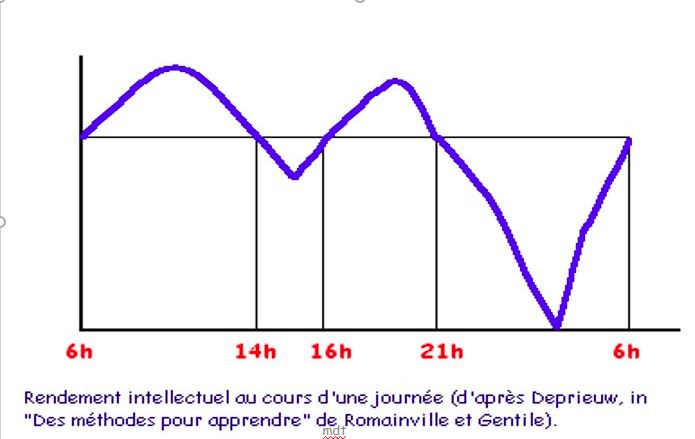 6h 14h 16h 21h 6h
Rendement intellectuel au cours d'une journée (d'après Deprieuw, in
"Des méthodes pour apprendre" de Romainville et Gentile).
mdt